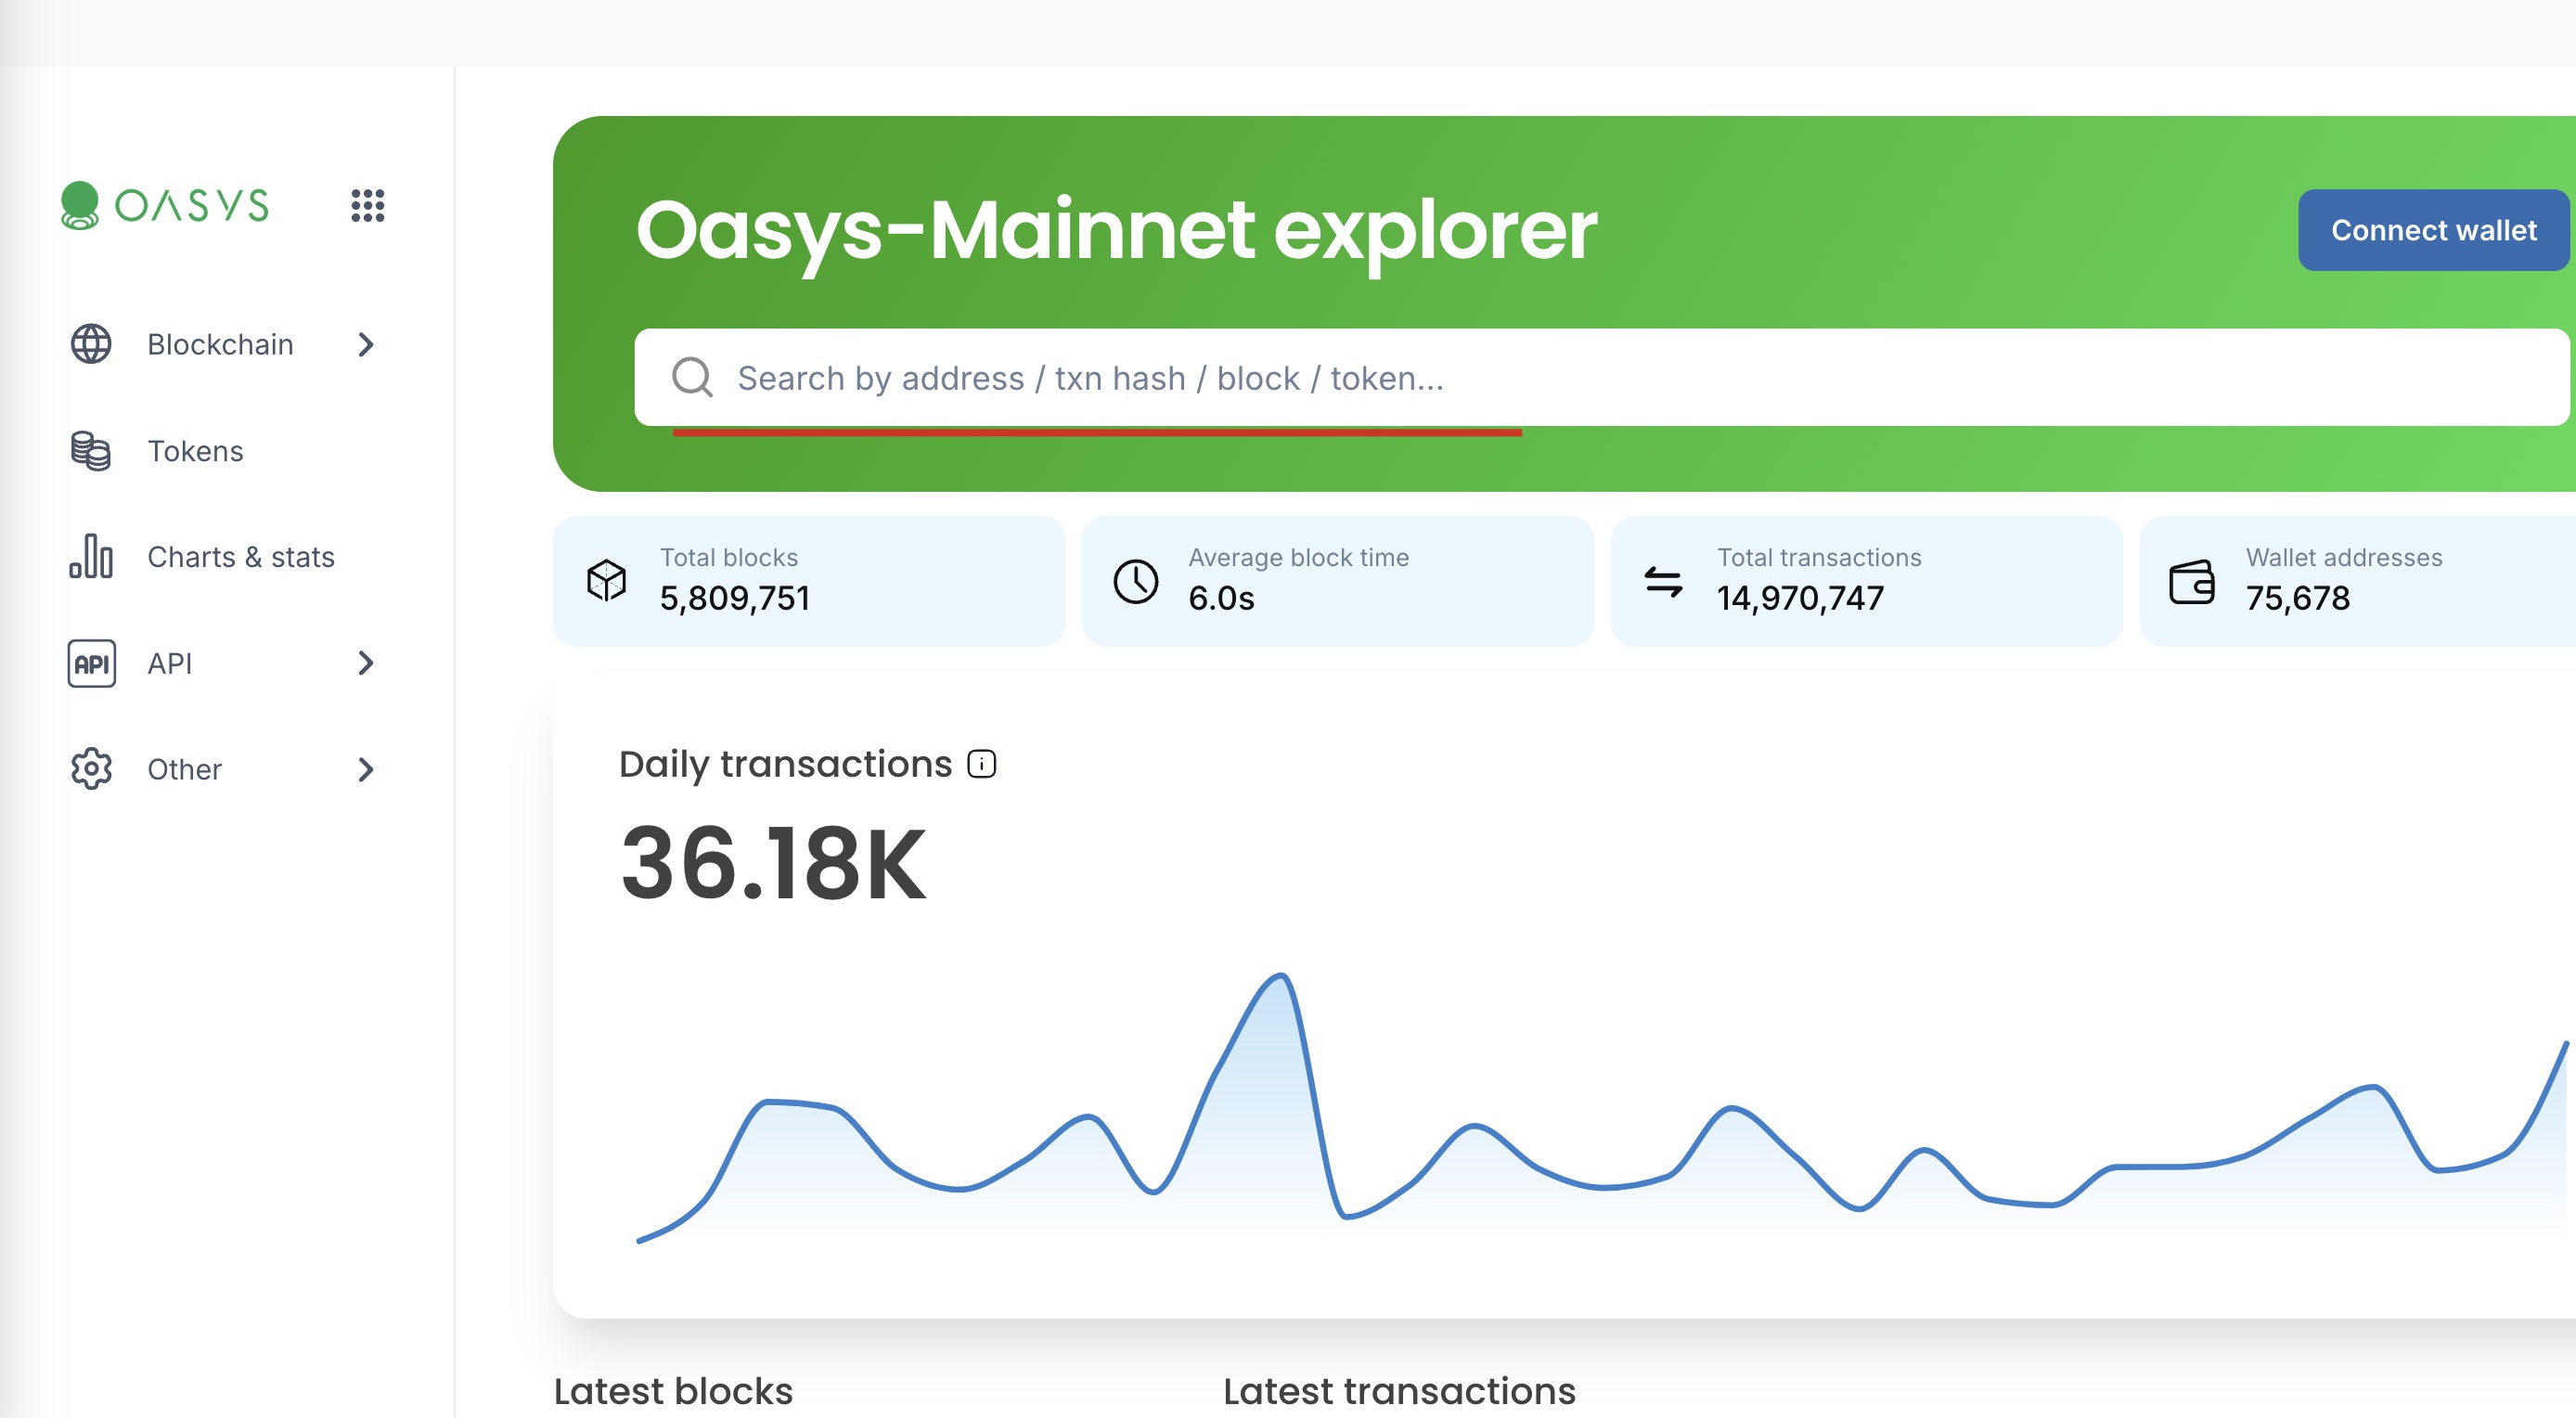 OASYS
Blockchain
Tokens
Charts & stats
API API
Other
Oasys-Mainnet explorer
Connect wallet
Search by address / txn hash / block / token...
Total blocks
5,809,751
Average block time
6.0s
Total transactions
14,970,747
Wallet addresses
75,678
Daily transactions
36.18K
Latest blocks
Latest transactions